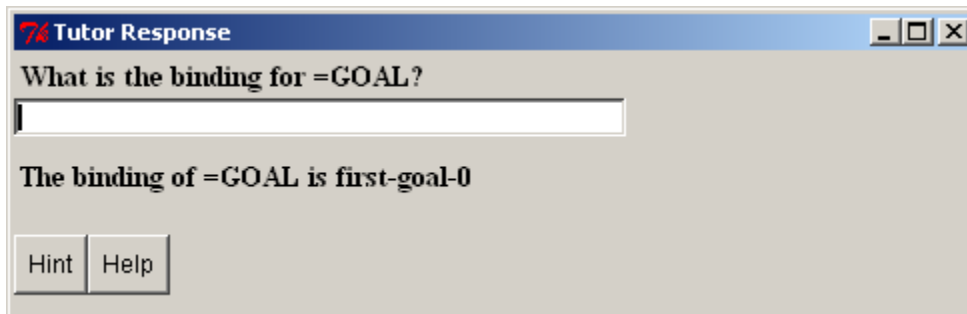 Tutor Response
What is the binding for =GOAL?
The binding of =GOAL is first-goal-0
Hint Help